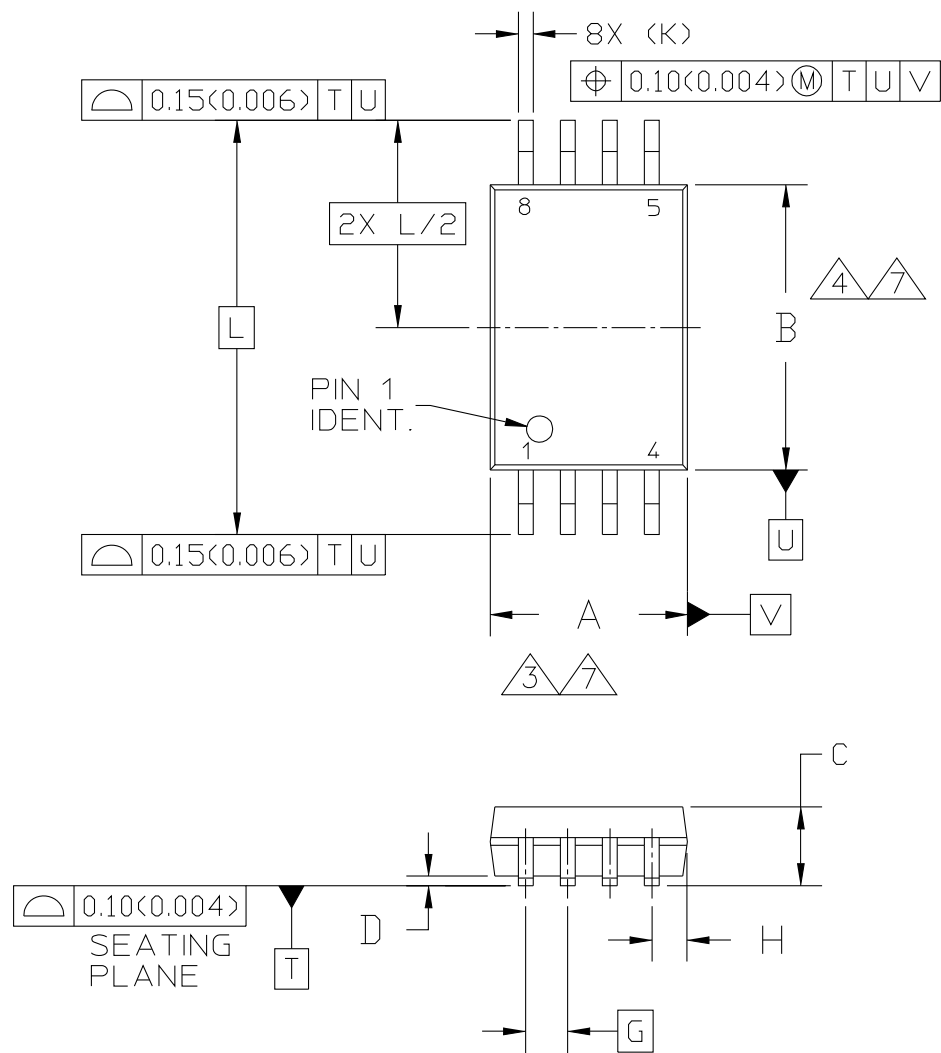 8X (K)
⌖ 0.10(0.004) Ⓜ T U V
⌓ 0.15(0.006) T U
8 5
2X L/2
4 7
L
B
PIN 1
IDENT.
1 4
U
⌓ 0.15(0.006) T U
A
V
3 7
C
⌓ 0.10(0.004)
SEATING
PLANE
D
H
T
G